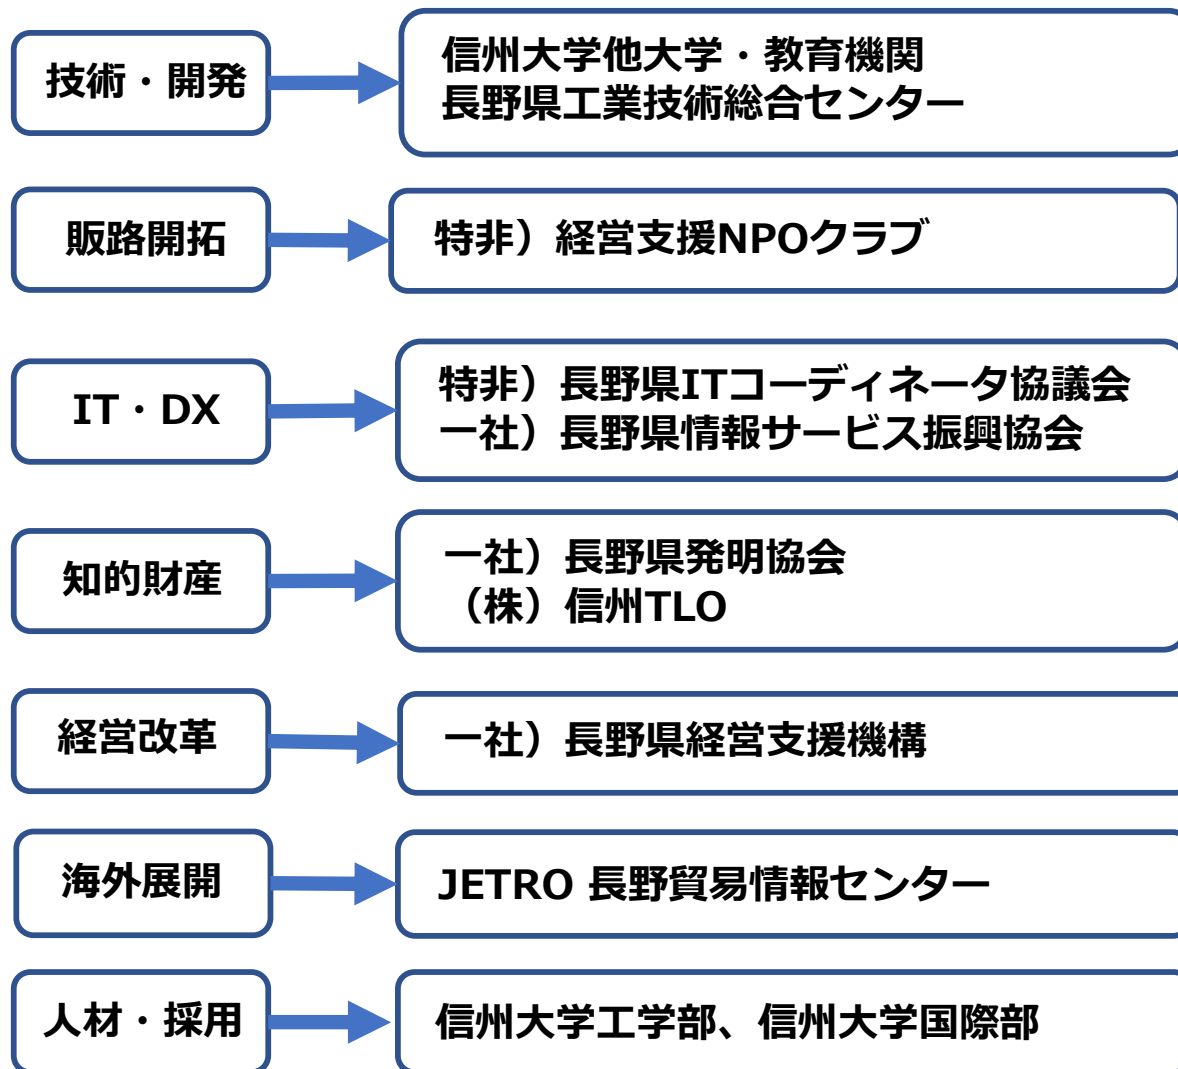 技術・開発
信州大学他大学・教育機関
長野県工業技術総合センター
販路開拓
特非）経営支援NPOクラブ
IT・DX
特非）長野県ITコーディネータ協議会
一社）長野県情報サービス振興協会
知的財産
一社）長野県発明協会
（株）信州TLO
経営改革
一社）長野県経営支援機構
海外展開
JETRO 長野貿易情報センター
人材・採用
信州大学工学部、信州大学国際部